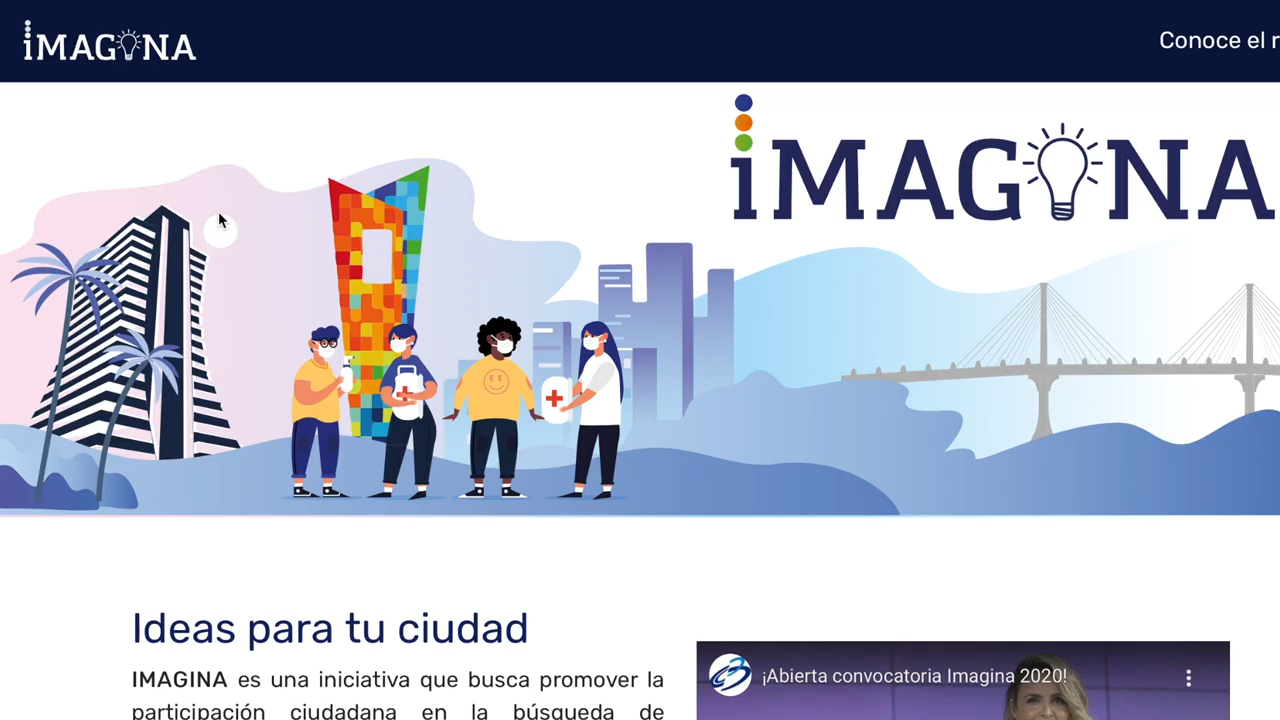 iMAGINA
Conoce el r
iMAGINA
Ideas para tu ciudad
IMAGINA es una iniciativa que busca promover la
participación ciudadana en la búsqueda de
¡Abierta convocatoria Imagina 2020!